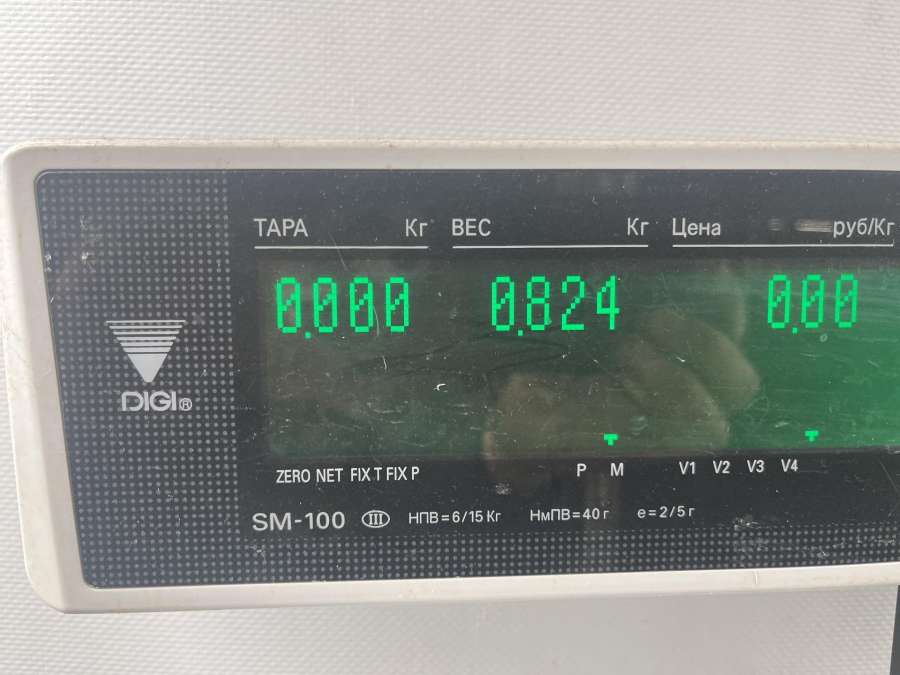 ТАРА Кг ВЕС Кг Цена руб/Кг
0.000 0.824 0.00
DIGI®
ZERO NET FIX T FIX P P M V1 V2 V3 V4
SM-100 III НПВ=6/15 Кг НмПВ=40 г e=2/5 г